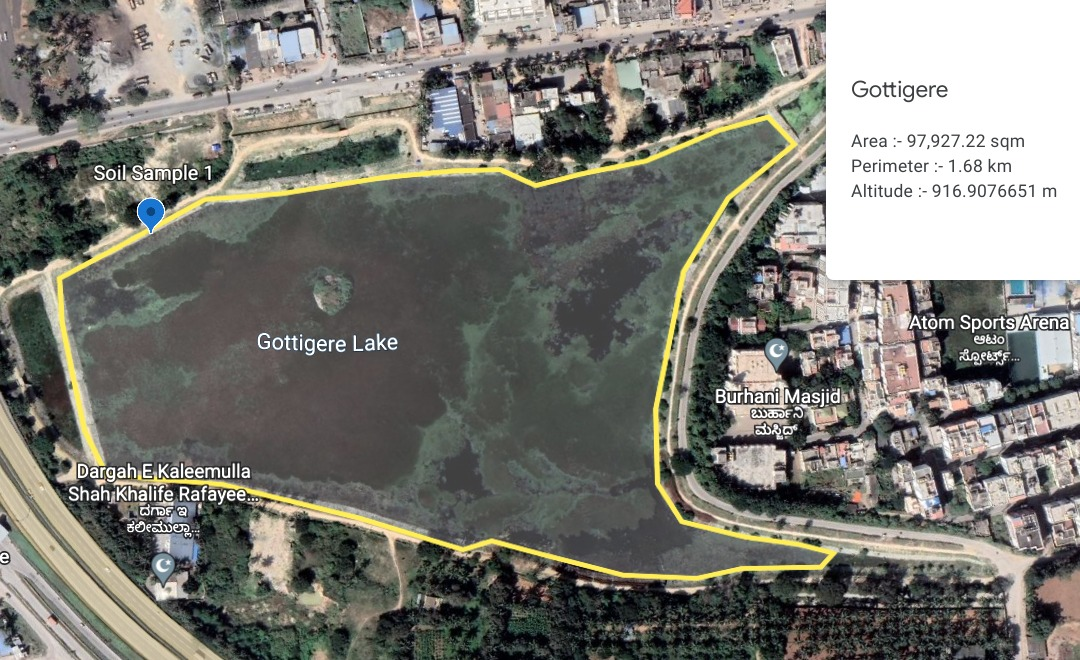 Gottigere
Area :- 97,927.22 sqm
Perimeter :- 1.68 km
Altitude :- 916.9076651 m
Soil Sample 1
Gottigere Lake
Atom Sports Arena
ಆಟಂ
ಸ್ಪೋರ್ಟ್ಸ್...
Burhani Masjid
ಬುರ್ಹಾನಿ
ಮಸ್ಜಿದ್
Dargah E Kaleemulla
Shah Khalife Rafayee...
ದರ್ಗಾ ಇ
ಕಲೀಮುಲ್ಲಾ...
e